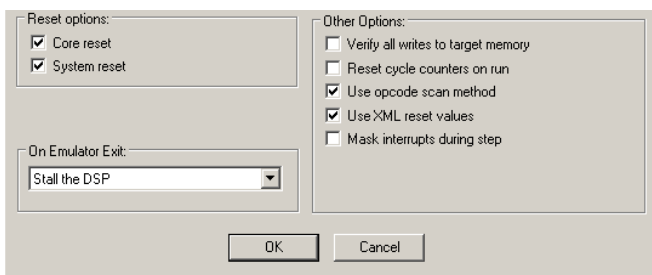 Reset options:
Core reset
System reset
On Emulator Exit:
Stall the DSP
Other Options:
Verify all writes to target memory
Reset cycle counters on run
Use opcode scan method
Use XML reset values
Mask interrupts during step
OK
Cancel